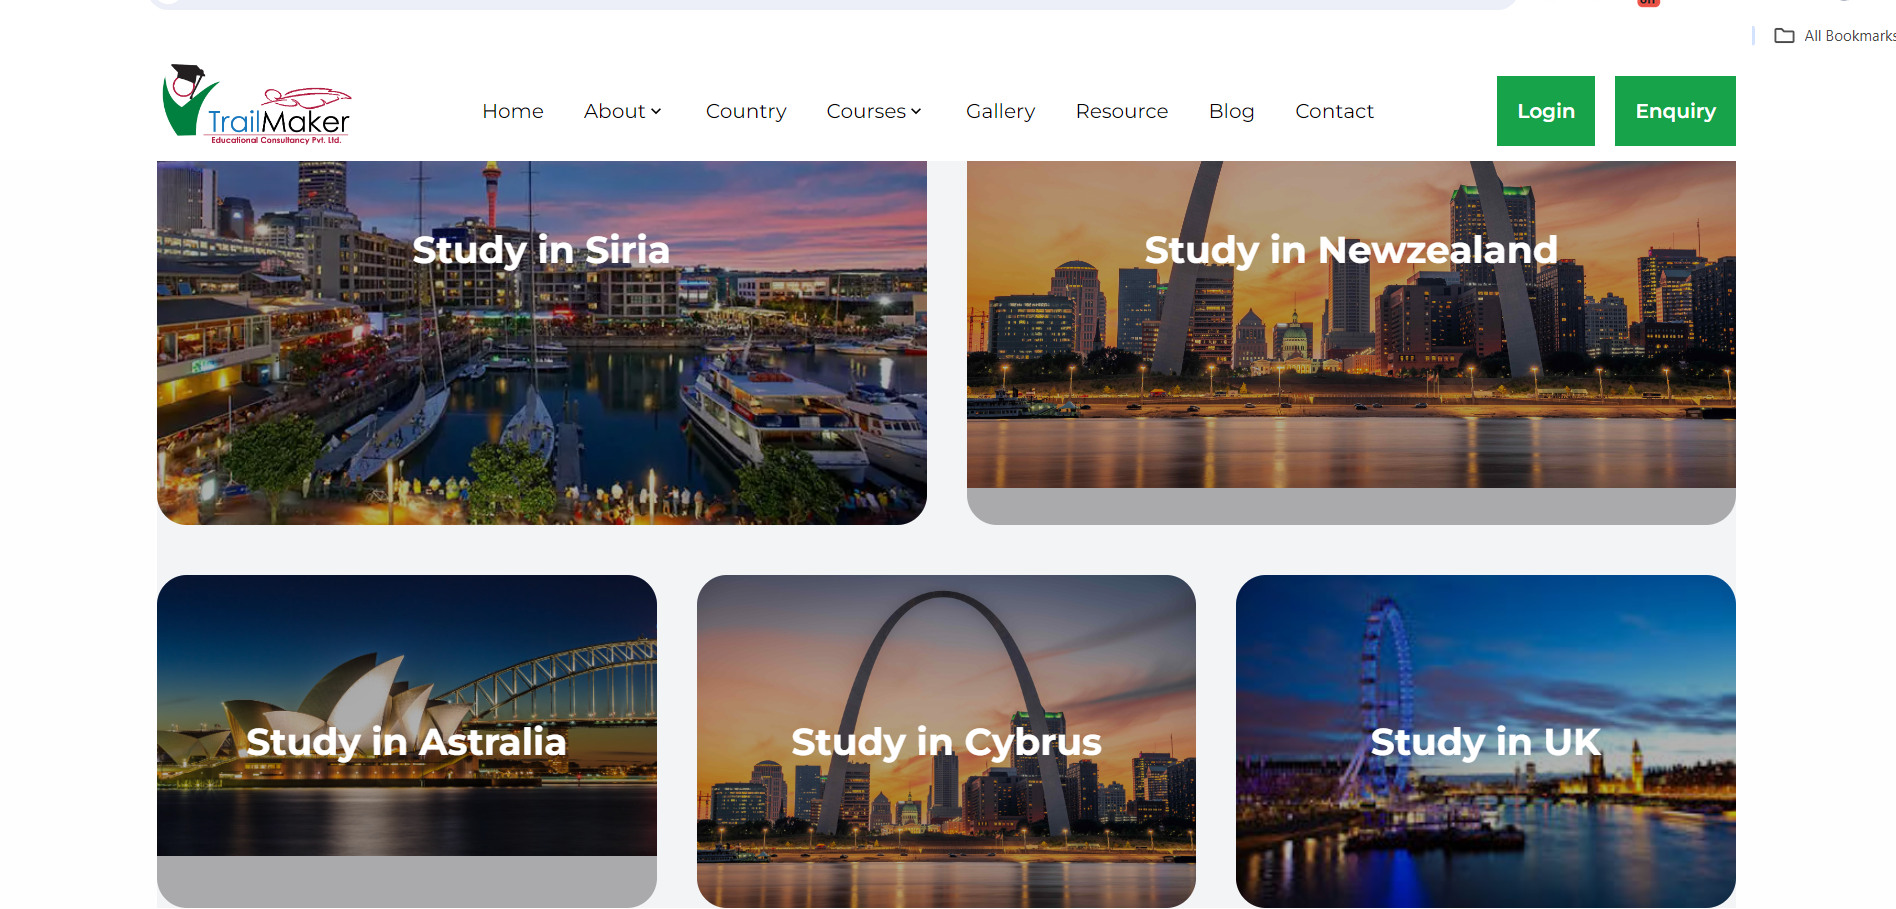 All Bookmarks
TrailMaker
Educational Consultancy Pvt. Ltd.
Home About Country Courses Gallery Resource Blog Contact Login Enquiry
Study in Siria
Study in Newzealand
Study in Astralia
Study in Cybrus
Study in UK